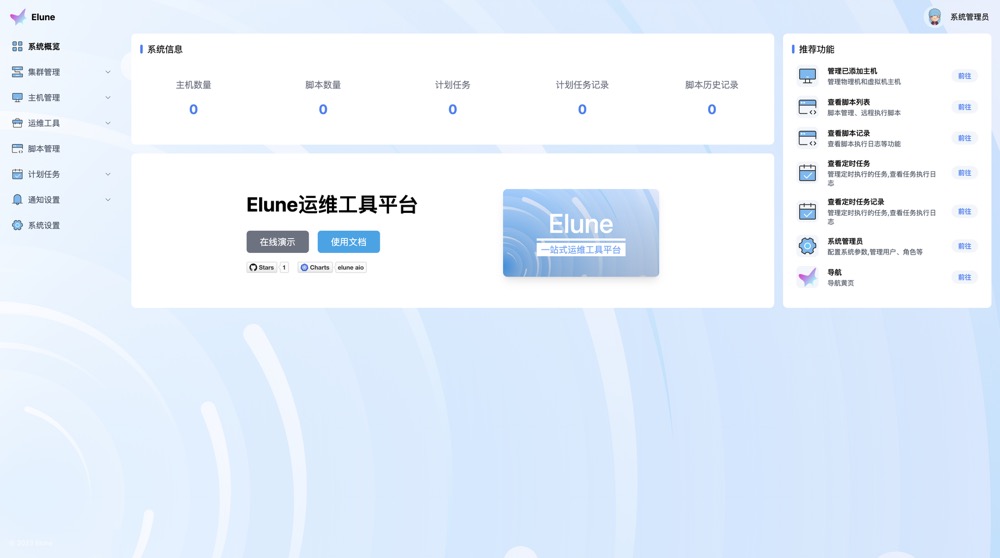 Elune
系统管理员
系统概览
集群管理
主机管理
运维工具
脚本管理
计划任务
通知设置
系统设置
系统信息
主机数量
脚本数量
计划任务
计划任务记录
脚本历史记录
0
0
0
0
0
Elune运维工具平台
在线演示
使用文档
Stars
1
Charts
elune aio
Elune
一站式运维工具平台
推荐功能
管理已添加主机
管理物理机和虚拟机主机
前往
查看脚本列表
脚本管理、远程执行脚本
前往
查看脚本记录
查看脚本执行日志等功能
前往
查看定时任务
管理定时执行的任务,查看任务执行日
志
前往
查看定时任务记录
管理定时执行的任务,查看任务执行日
志
前往
系统管理员
配置系统参数,管理用户、角色等
前往
导航
导航黄页
前往